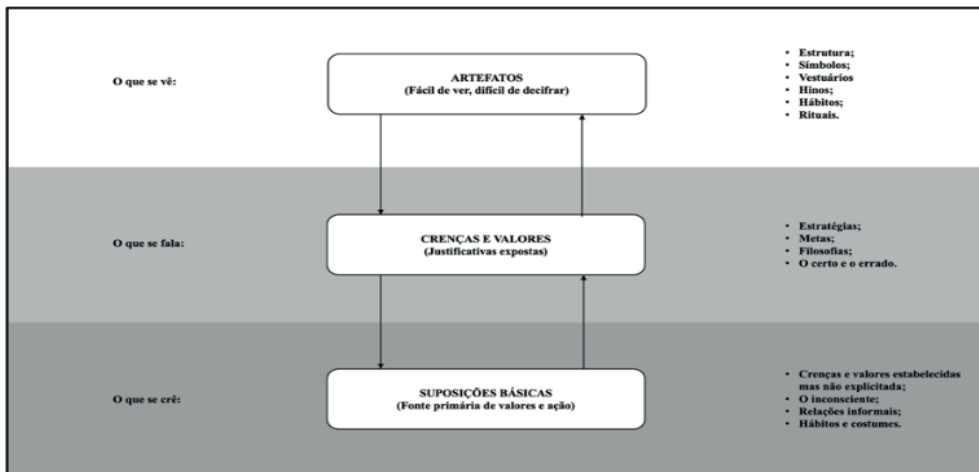 O que se vê:
ARTEFATOS
(Fácil de ver, difícil de decifrar)
• Estrutura;
• Símbolos;
• Vestuários
• Hinos;
• Hábitos;
• Rituais.
O que se fala:
CRENÇAS E VALORES
(Justificativas expostas)
• Estratégias;
• Metas;
• Filosofias;
• O certo e o errado.
O que se crê:
SUPOSIÇÕES BÁSICAS
(Fonte primária de valores e ação)
• Crenças e valores estabelecidas
mas não explicitada;
• O inconsciente;
• Relações informais;
• Hábitos e costumes.